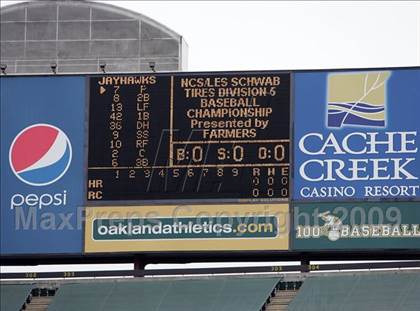 JAYHAWKS
7 P
8 2B
13 LF
42 1B
36 DH
9 SS
10 RF
2 C
6 3B
NCS/LES SCHWAB
TIRES DIVISION 5
BASEBALL
CHAMPIONSHIP
Presented by
FARMERS
B:0 S:0 O:0
1 2 3 4 5 6 7 8 9 R H E
HR 0 0 0
RC 0 0 0
pepsi
CACHE
CREEK
CASINO RESORT
oaklandathletics.com
100% BASEBALL
MaxPreps Copyright © 2009